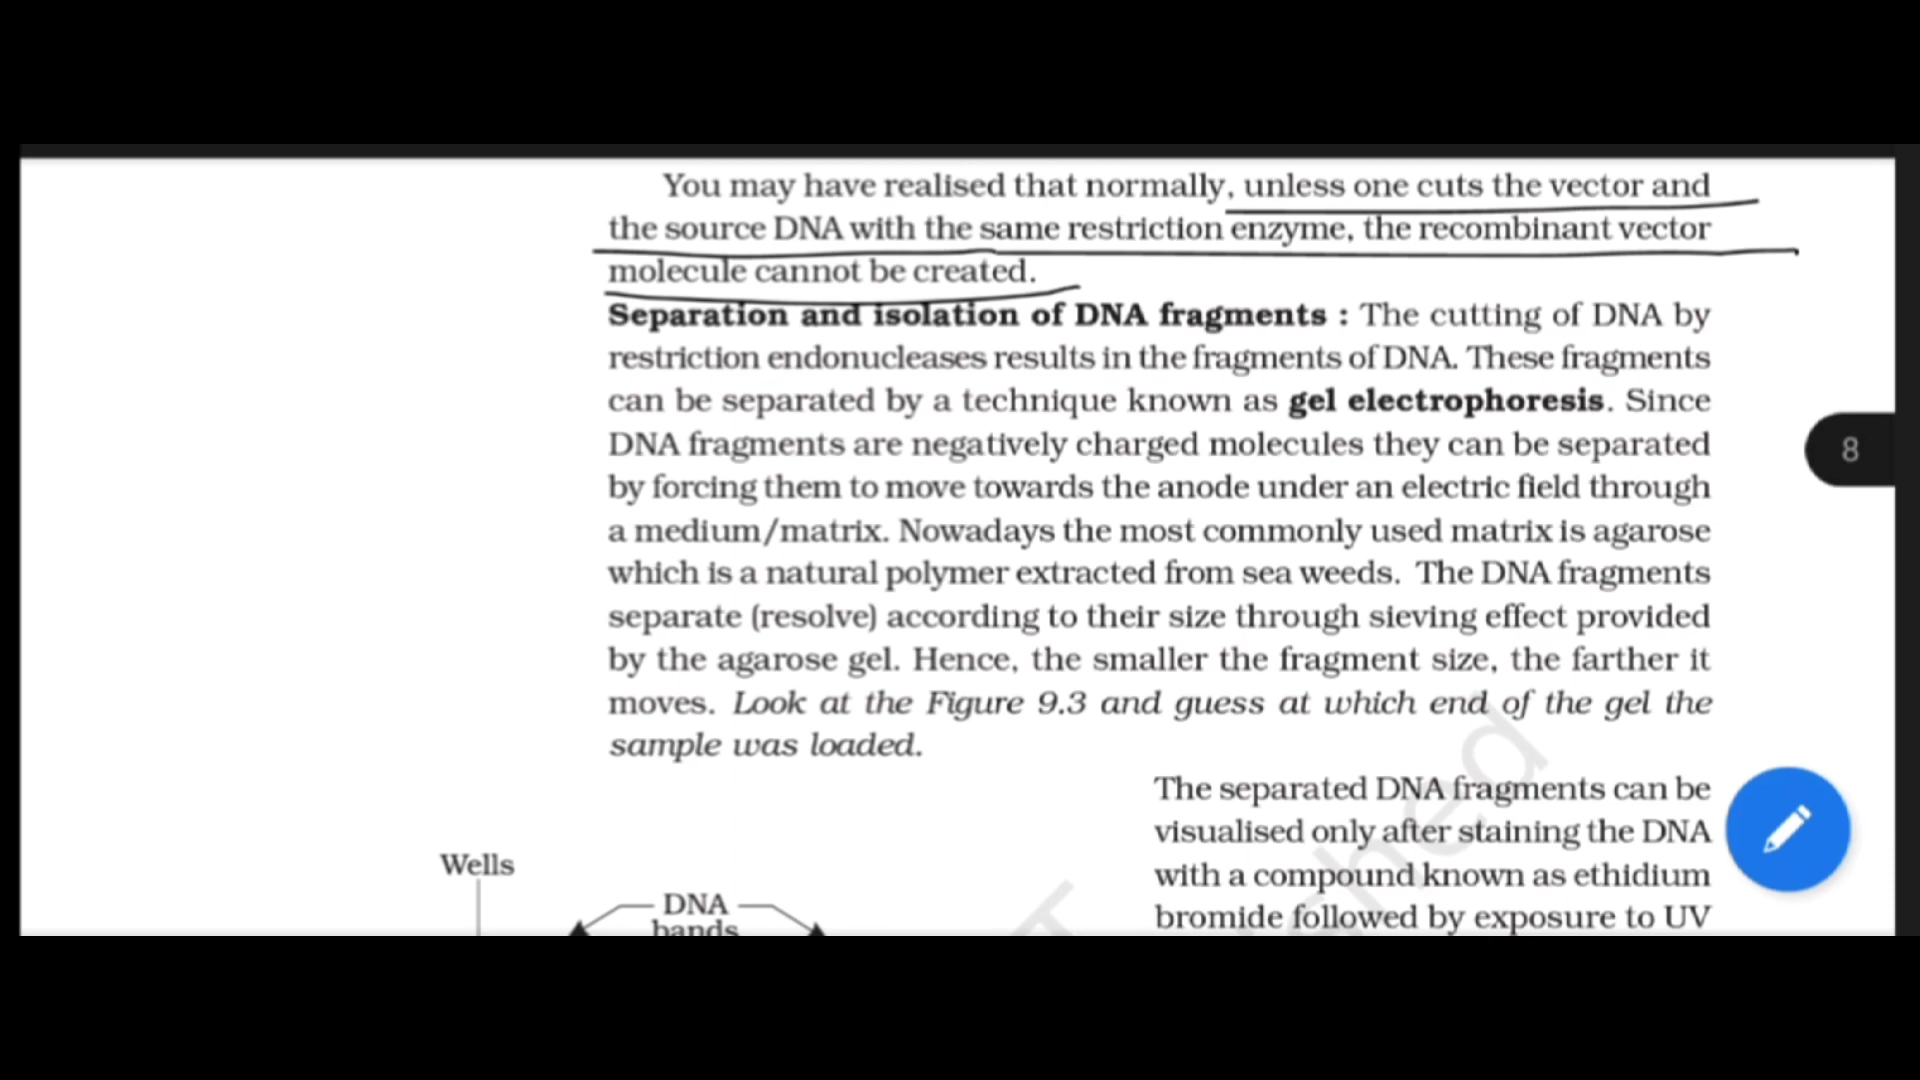 You may have realised that normally, unless one cuts the vector and
the source DNA with the same restriction enzyme, the recombinant vector
molecule cannot be created.
Separation and isolation of DNA fragments : The cutting of DNA by
restriction endonucleases results in the fragments of DNA. These fragments
can be separated by a technique known as gel electrophoresis. Since
DNA fragments are negatively charged molecules they can be separated
by forcing them to move towards the anode under an electric field through
a medium/matrix. Nowadays the most commonly used matrix is agarose
which is a natural polymer extracted from sea weeds. The DNA fragments
separate (resolve) according to their size through sieving effect provided
by the agarose gel. Hence, the smaller the fragment size, the farther it
moves. Look at the Figure 9.3 and guess at which end of the gel the
sample was loaded.
The separated DNA fragments can be
visualised only after staining the DNA
with a compound known as ethidium
bromide followed by exposure to UV
Wells
DNA
bands
8